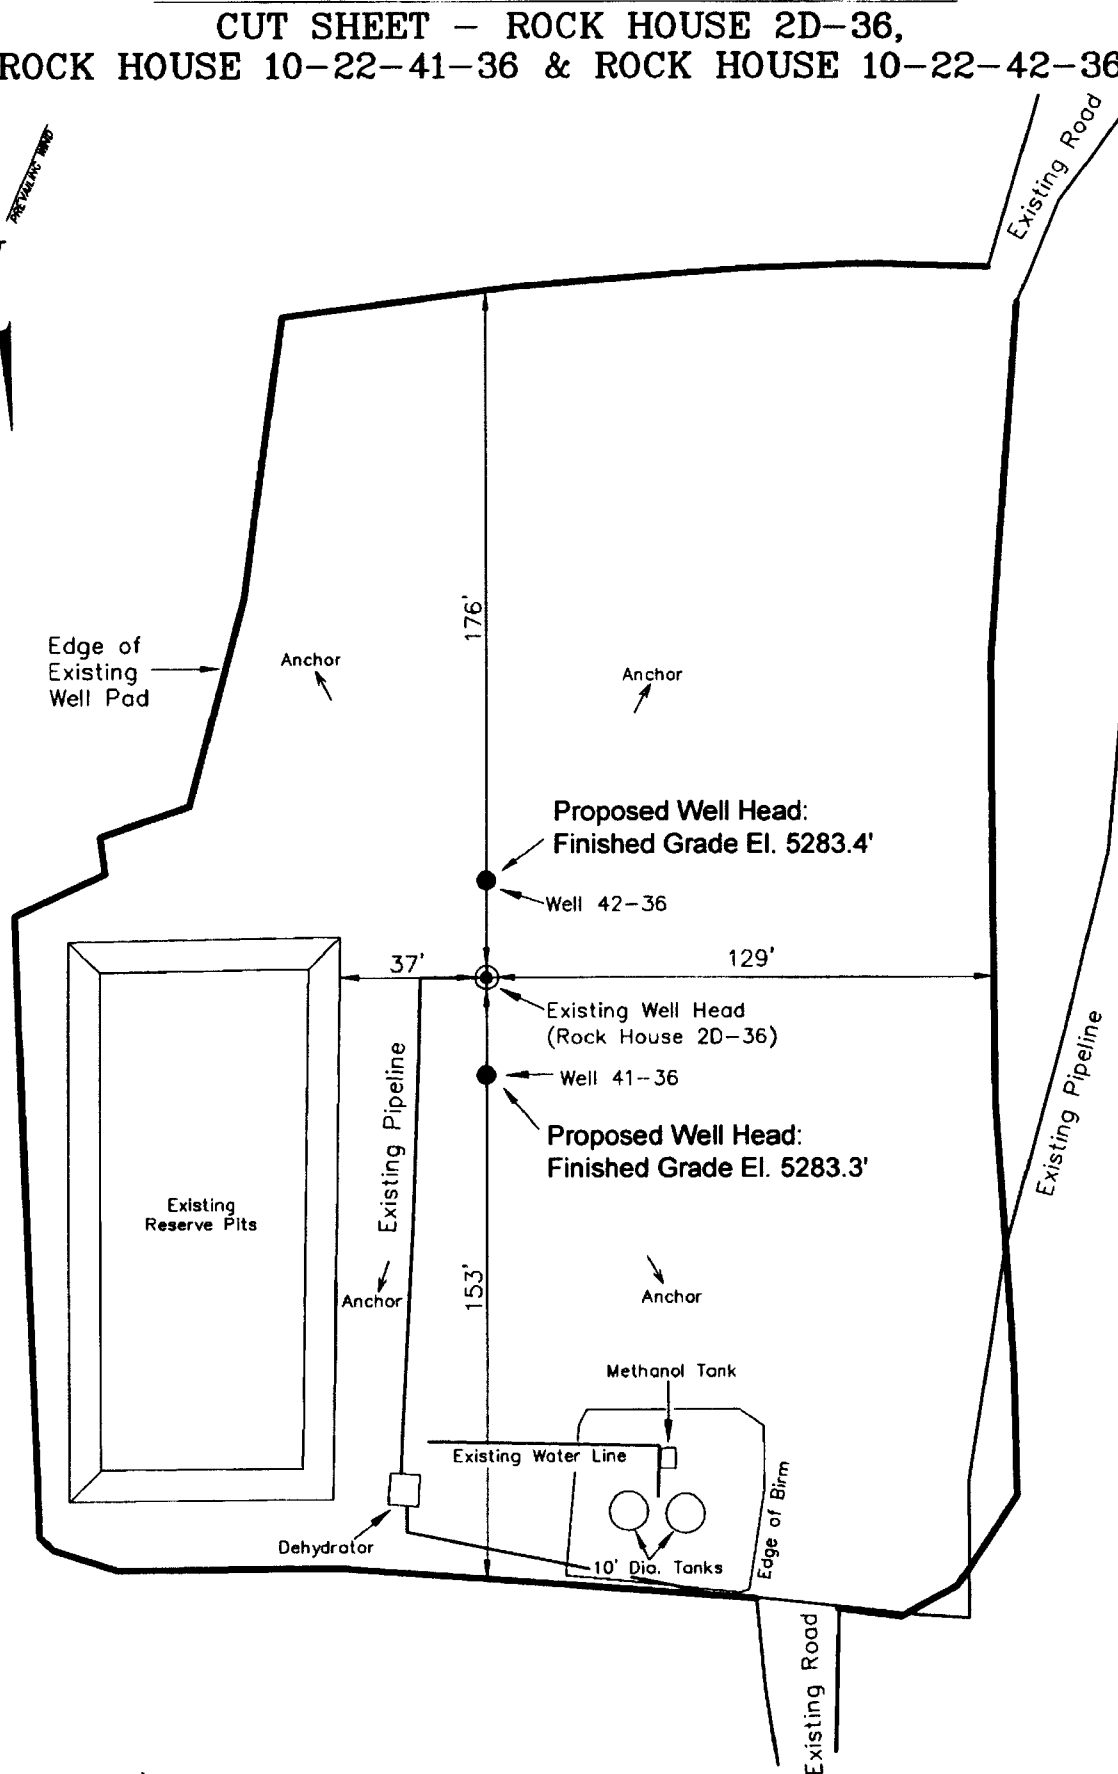 CUT SHEET – ROCK HOUSE 2D–36,
ROCK HOUSE 10–22–41–36 & ROCK HOUSE 10–22–42–36
PREVAILING WIND
Existing Road
176'
Edge of
Existing
Well Pad
Anchor
Anchor
Proposed Well Head:
Finished Grade El. 5283.4'
Well 42–36
37'
129'
Existing Well Head
(Rock House 2D–36)
Well 41–36
Existing Pipeline
Existing Pipeline
Proposed Well Head:
Finished Grade El. 5283.3'
Existing
Reserve Pits
153'
Anchor
Anchor
Methanol Tank
Existing Water Line
Edge of Birm
Dehydrator
10' Dia. Tanks
Existing Road